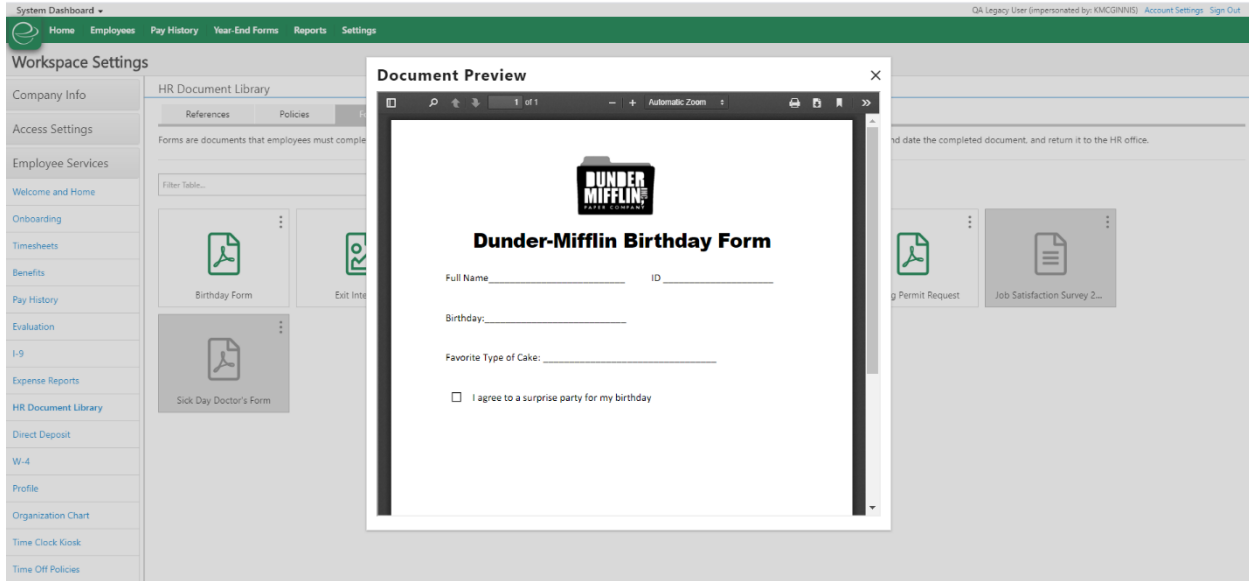 System Dashboard
QA Legacy User (impersonated by: KMCGINNIS) Account Settings Sign Out
Home Employees Pay History Year-End Forms Reports Settings
Workspace Settings
Company Info
Access Settings
Employee Services
Welcome and Home
Onboarding
Timesheets
Benefits
Pay History
Evaluation
I-9
Expense Reports
HR Document Library
Direct Deposit
W-4
Profile
Organization Chart
Time Clock Kiosk
Time Off Policies
HR Document Library
References Policies
Forms are documents that employees must comple
nd date the completed document, and return it to the HR office.
Filter Table...
Birthday Form
Exit Inte
g Permit Request
Job Satisfaction Survey 2...
Sick Day Doctor's Form
Document Preview
1 of 1 Automatic Zoom
DUNDER
MIFFLIN, INC
PAPER COMPANY
Dunder-Mifflin Birthday Form
Full Name__________________________ ID _____________________
Birthday:___________________________
Favorite Type of Cake: _________________________________
I agree to a surprise party for my birthday